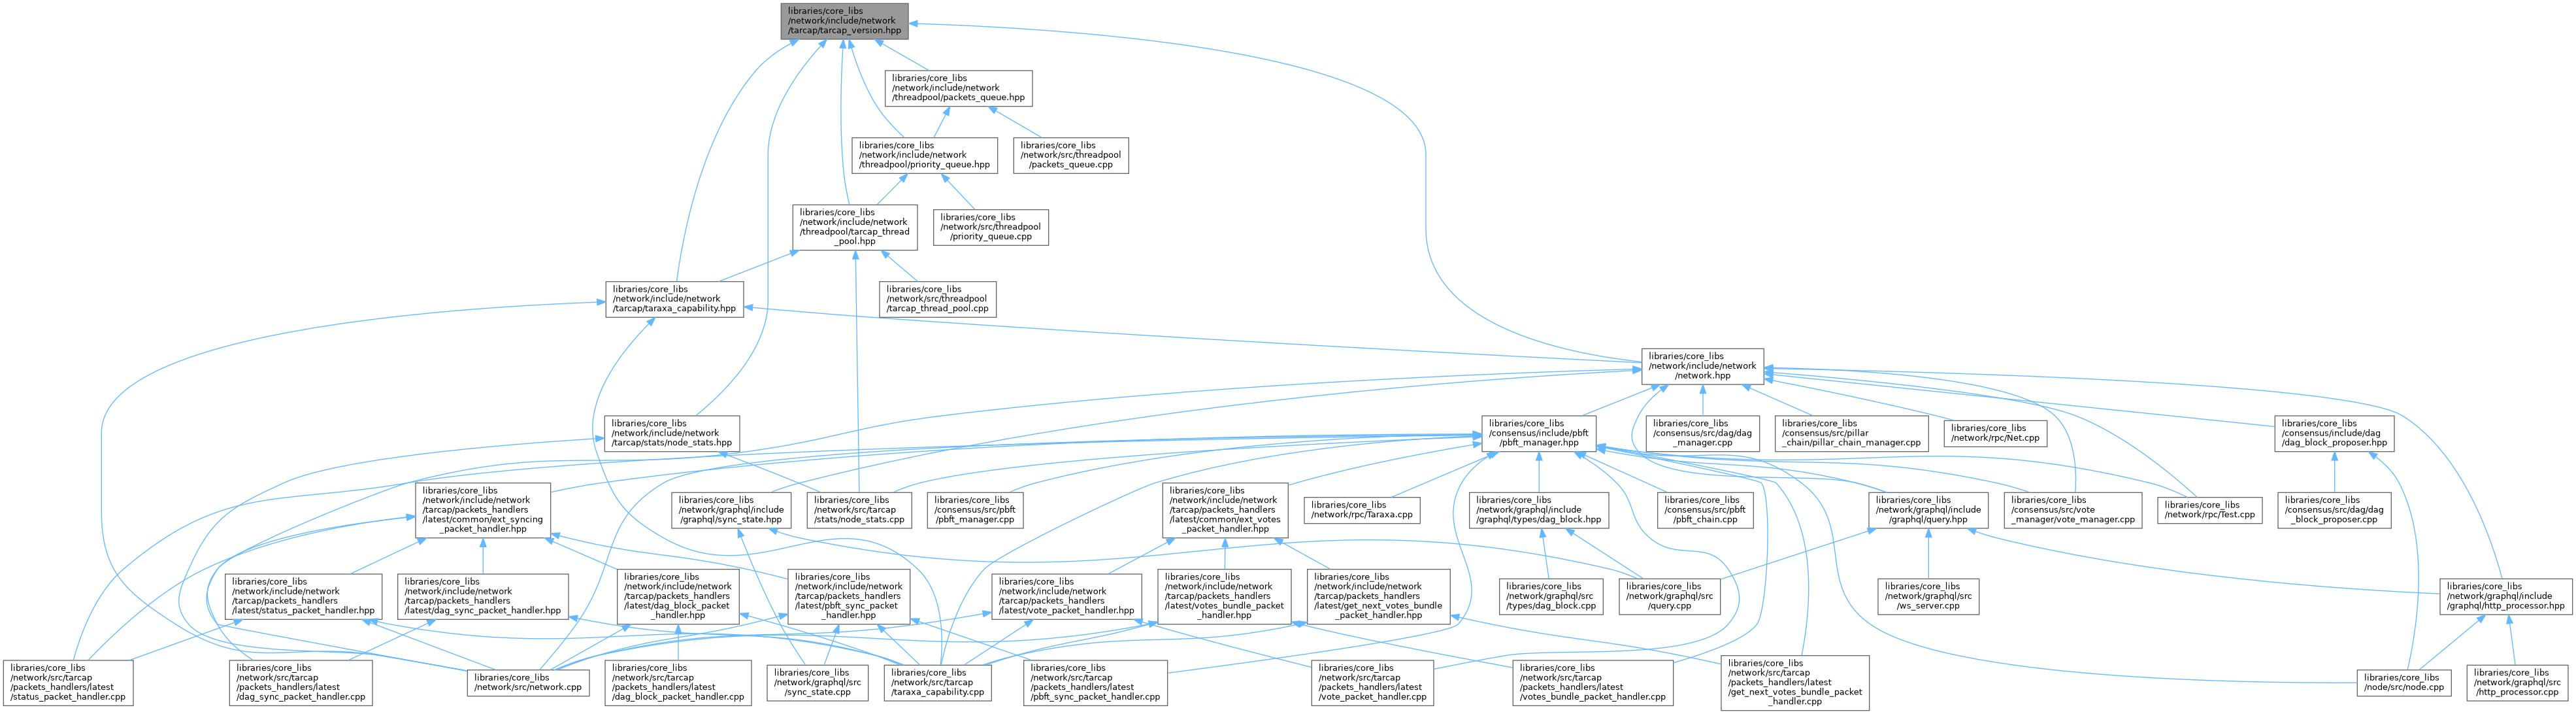 libraries/core_libs
/network/include/network
/tarcap/tarcap_version.hpp
libraries/core_libs
/network/include/network
/threadpool/packets_queue.hpp
libraries/core_libs
/network/include/network
/threadpool/priority_queue.hpp
libraries/core_libs
/network/src/threadpool
/packets_queue.cpp
libraries/core_libs
/network/include/network
/threadpool/tarcap_thread
_pool.hpp
libraries/core_libs
/network/src/threadpool
/priority_queue.cpp
libraries/core_libs
/network/include/network
/tarcap/taraxa_capability.hpp
libraries/core_libs
/network/src/threadpool
/tarcap_thread_pool.cpp
libraries/core_libs
/network/include/network
/network.hpp
libraries/core_libs
/network/include/network
/tarcap/stats/node_stats.hpp
libraries/core_libs
/consensus/include/pbft
/pbft_manager.hpp
libraries/core_libs
/consensus/src/dag/dag
_manager.cpp
libraries/core_libs
/consensus/src/pillar
_chain/pillar_chain_manager.cpp
libraries/core_libs
/network/rpc/Net.cpp
libraries/core_libs
/consensus/include/dag
/dag_block_proposer.hpp
libraries/core_libs
/network/include/network
/tarcap/packets_handlers
/latest/common/ext_syncing
_packet_handler.hpp
libraries/core_libs
/network/graphql/include
/graphql/sync_state.hpp
libraries/core_libs
/network/src/tarcap
/stats/node_stats.cpp
libraries/core_libs
/consensus/src/pbft
/pbft_manager.cpp
libraries/core_libs
/network/include/network
/tarcap/packets_handlers
/latest/common/ext_votes
_packet_handler.hpp
libraries/core_libs
/network/rpc/Taraxa.cpp
libraries/core_libs
/network/graphql/include
/graphql/types/dag_block.hpp
libraries/core_libs
/consensus/src/pbft
/pbft_chain.cpp
libraries/core_libs
/network/graphql/include
/graphql/query.hpp
libraries/core_libs
/consensus/src/vote
_manager/vote_manager.cpp
libraries/core_libs
/network/rpc/Test.cpp
libraries/core_libs
/consensus/src/dag/dag
_block_proposer.cpp
libraries/core_libs
/network/include/network
/tarcap/packets_handlers
/latest/status_packet_handler.hpp
libraries/core_libs
/network/include/network
/tarcap/packets_handlers
/latest/dag_sync_packet_handler.hpp
libraries/core_libs
/network/include/network
/tarcap/packets_handlers
/latest/dag_block_packet
_handler.hpp
libraries/core_libs
/network/include/network
/tarcap/packets_handlers
/latest/pbft_sync_packet
_handler.hpp
libraries/core_libs
/network/include/network
/tarcap/packets_handlers
/latest/vote_packet_handler.hpp
libraries/core_libs
/network/include/network
/tarcap/packets_handlers
/latest/votes_bundle_packet
_handler.hpp
libraries/core_libs
/network/include/network
/tarcap/packets_handlers
/latest/get_next_votes_bundle
_packet_handler.hpp
libraries/core_libs
/network/graphql/src
/types/dag_block.cpp
libraries/core_libs
/network/graphql/src
/query.cpp
libraries/core_libs
/network/graphql/src
/ws_server.cpp
libraries/core_libs
/network/graphql/include
/graphql/http_processor.hpp
libraries/core_libs
/network/src/tarcap
/packets_handlers/latest
/status_packet_handler.cpp
libraries/core_libs
/network/src/tarcap
/packets_handlers/latest
/dag_sync_packet_handler.cpp
libraries/core_libs
/network/src/network.cpp
libraries/core_libs
/network/src/tarcap
/packets_handlers/latest
/dag_block_packet_handler.cpp
libraries/core_libs
/network/graphql/src
/sync_state.cpp
libraries/core_libs
/network/src/tarcap
/taraxa_capability.cpp
libraries/core_libs
/network/src/tarcap
/packets_handlers/latest
/pbft_sync_packet_handler.cpp
libraries/core_libs
/network/src/tarcap
/packets_handlers/latest
/vote_packet_handler.cpp
libraries/core_libs
/network/src/tarcap
/packets_handlers/latest
/votes_bundle_packet_handler.cpp
libraries/core_libs
/network/src/tarcap
/packets_handlers/latest
/get_next_votes_bundle_packet
_handler.cpp
libraries/core_libs
/node/src/node.cpp
libraries/core_libs
/network/graphql/src
/http_processor.cpp